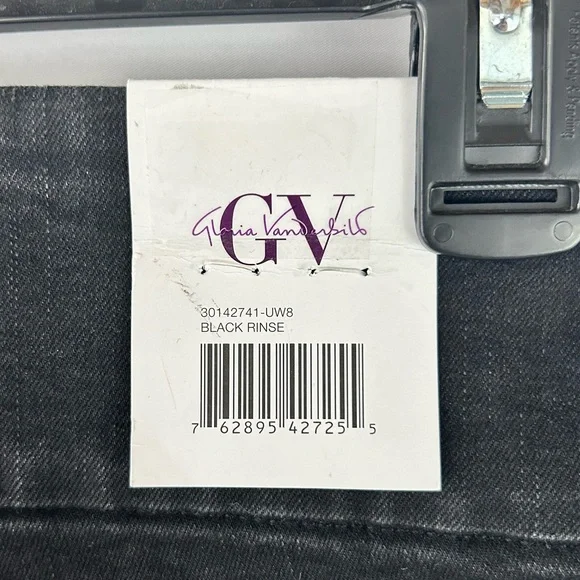 GV
Gloria Vanderbilt
30142741-UW8
BLACK RINSE
7 62895 42725 5